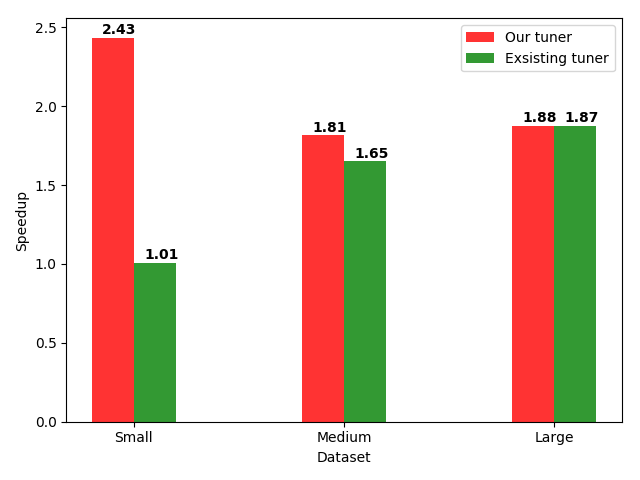 2.5
2.0
1.5
1.0
0.5
0.0
Speedup
2.43
1.01
1.81
1.65
1.88
1.87
Our tuner
Exsisting tuner
Small
Medium
Large
Dataset